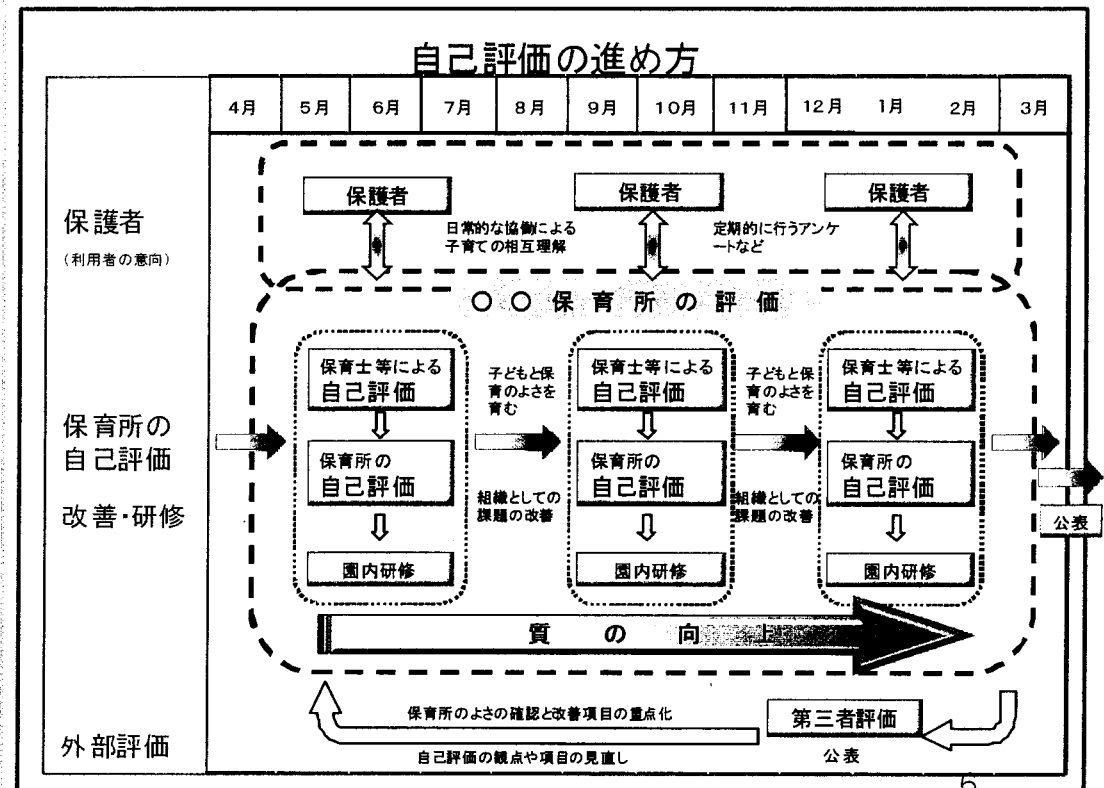 自己評価の進め方
4月 5月 6月 7月 8月 9月 10月 11月 12月 1月 2月 3月
保護者
(利用者の意向)
保護者
保護者
保護者
日常的な協働による
子育ての相互理解
定期的に行うアンケ
ートなど
〇〇保育所の評価
保育所の
自己評価
改善・研修
保育士等による
自己評価
保育所の
自己評価
園内研修
子どもと保
育のよさを
育む
組織としての
課題の改善
保育士等による
自己評価
保育所の
自己評価
園内研修
子どもと保
育のよさを
育む
組織としての
課題の改善
保育士等による
自己評価
保育所の
自己評価
園内研修
公表
質の向上
外部評価
保育所のよさの確認と改善項目の重点化
自己評価の観点や項目の見直し
第三者評価
公表